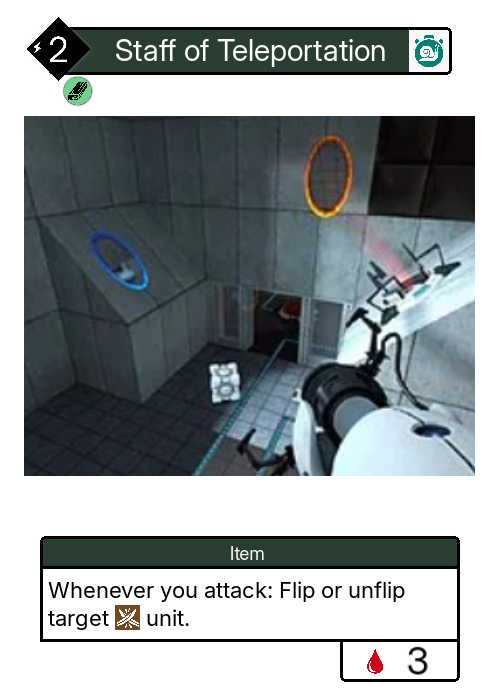 2
Staff of Teleportation
Item
Whenever you attack: Flip or unflip
target unit.
3